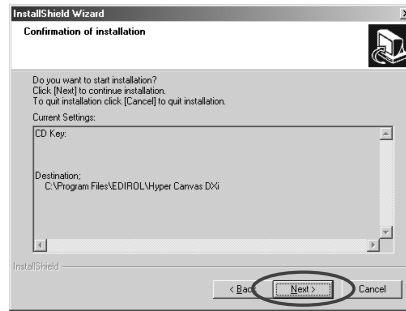 InstallShield Wizard
Confirmation of installation
Do you want to start installation?
Click [Next] to continue installation.
To quit installation click [Cancel] to quit installation.
Current Settings:
CD Key:
Destination;
C:\Program Files\EDIROL\Hyper Canvas DXi
InstallShield
< Back Next > Cancel